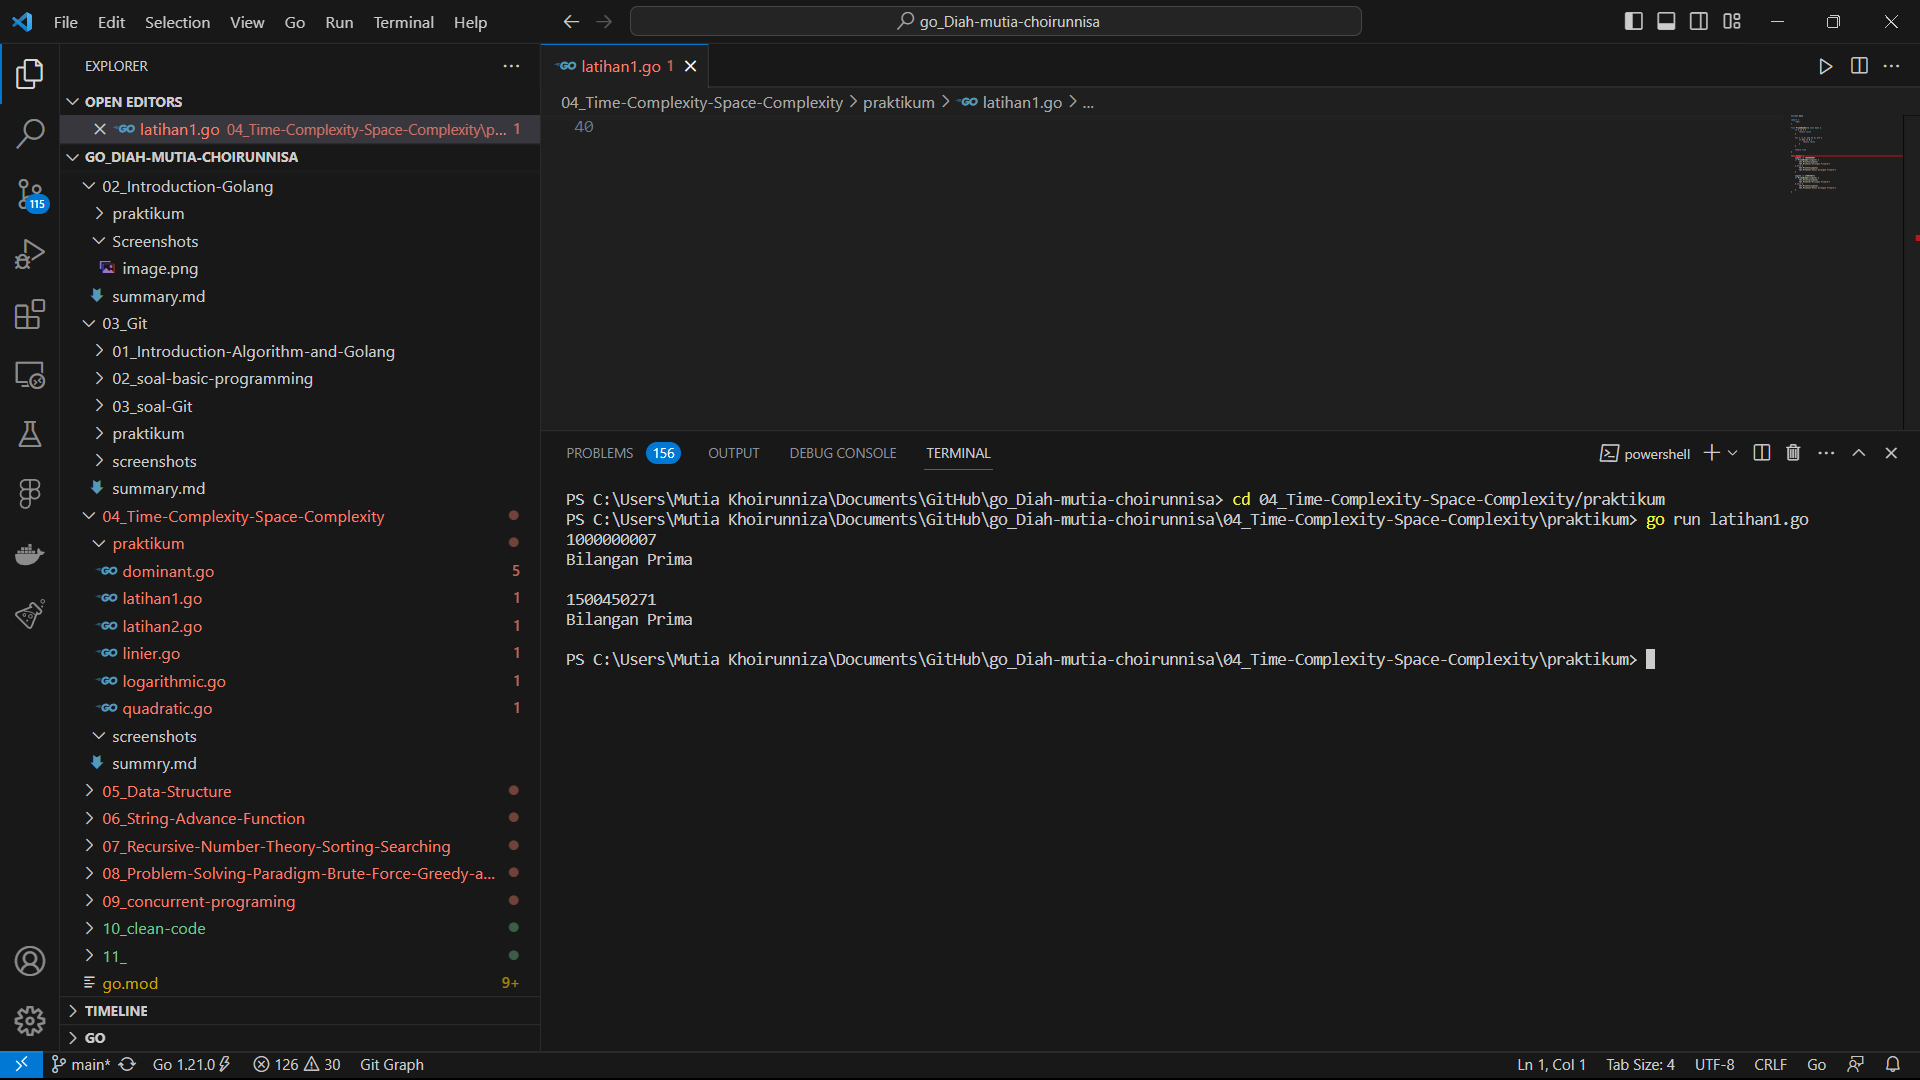 File Edit Selection View Go Run Terminal Help
go_Diah-mutia-choirunnisa
EXPLORER
OPEN EDITORS
latihan1.go 04_Time-Complexity-Space-Complexity\p... 1
GO_DIAH-MUTIA-CHOIRUNNISA
02_Introduction-Golang
praktikum
Screenshots
image.png
summary.md
03_Git
01_Introduction-Algorithm-and-Golang
02_soal-basic-programming
03_soal-Git
praktikum
screenshots
summary.md
04_Time-Complexity-Space-Complexity
praktikum
dominant.go 5
latihan1.go 1
latihan2.go 1
linier.go 1
logarithmic.go 1
quadratic.go 1
screenshots
summry.md
05_Data-Structure
06_String-Advance-Function
07_Recursive-Number-Theory-Sorting-Searching
08_Problem-Solving-Paradigm-Brute-Force-Greedy-a...
09_concurrent-programing
10_clean-code
11_
go.mod 9+
TIMELINE
GO
115
latihan1.go 1
04_Time-Complexity-Space-Complexity > praktikum > latihan1.go > ...
40
PROBLEMS 156 OUTPUT DEBUG CONSOLE TERMINAL
powershell
PS C:\Users\Mutia Khoirunniza\Documents\GitHub\go_Diah-mutia-choirunnisa> cd 04_Time-Complexity-Space-Complexity/praktikum
PS C:\Users\Mutia Khoirunniza\Documents\GitHub\go_Diah-mutia-choirunnisa\04_Time-Complexity-Space-Complexity\praktikum> go run latihan1.go
1000000007
Bilangan Prima
1500450271
Bilangan Prima
PS C:\Users\Mutia Khoirunniza\Documents\GitHub\go_Diah-mutia-choirunnisa\04_Time-Complexity-Space-Complexity\praktikum>
main* Go 1.21.0 126 30 Git Graph
Ln 1, Col 1 Tab Size: 4 UTF-8 CRLF Go